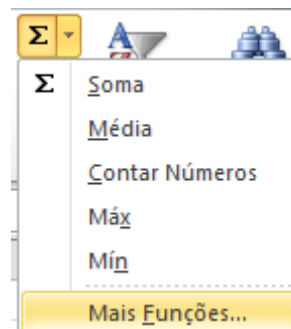 Σ
Σ Soma
Média
Contar Números
Máx
Mín
Mais Funções...